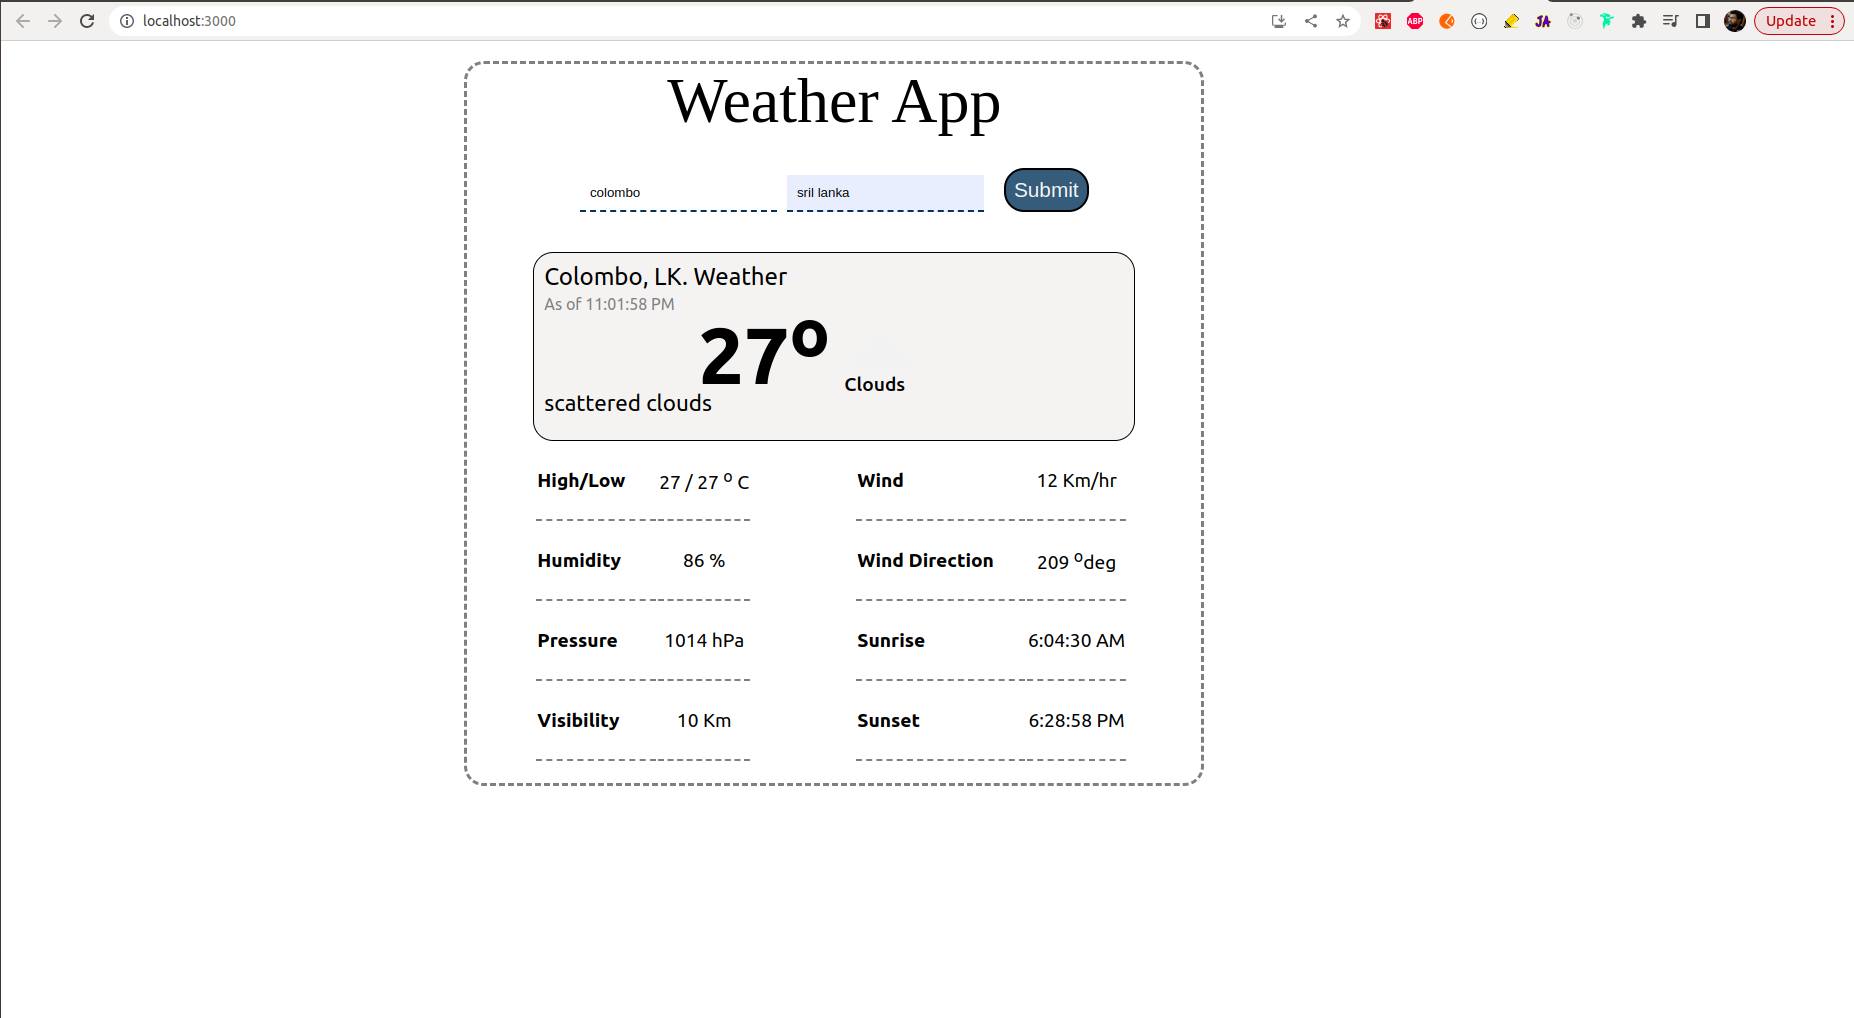 localhost:3000
ABP
JA
Update
Weather App
colombo
sril lanka
Submit
Colombo, LK. Weather
As of 11:01:58 PM
27º
Clouds
scattered clouds
High/Low 27 / 27 º C
Wind 12 Km/hr
Humidity 86 %
Wind Direction 209 ºdeg
Pressure 1014 hPa
Sunrise 6:04:30 AM
Visibility 10 Km
Sunset 6:28:58 PM